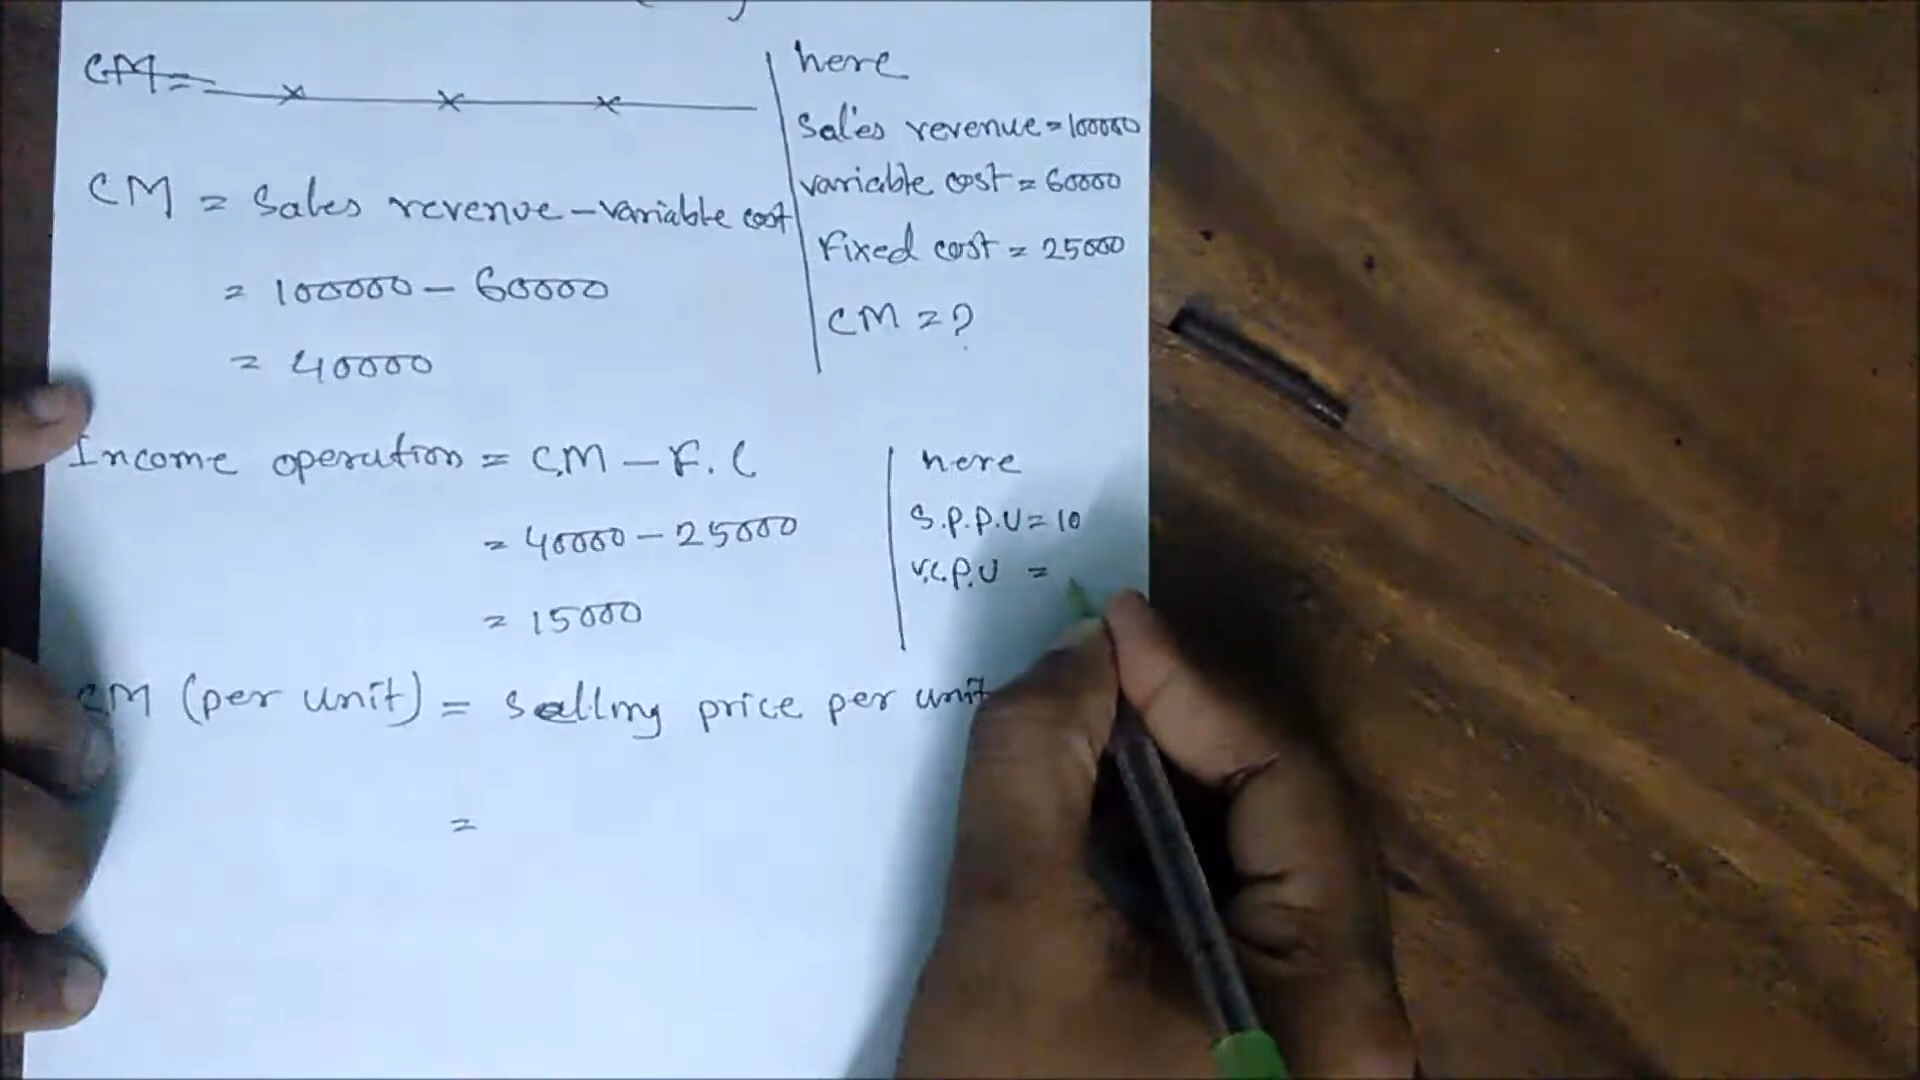 CM =
CM = Sales revenue - variable cost
= 100000 - 60000
= 40000
here
Sales revenue = 100000
variable cost = 60000
Fixed cost = 25000
CM = ?
Income operation = CM - F.C
= 40000 - 25000
= 15000
here
S.P.P.U = 10
V.C.P.U =
CM (per unit) = Selling price per unit
=